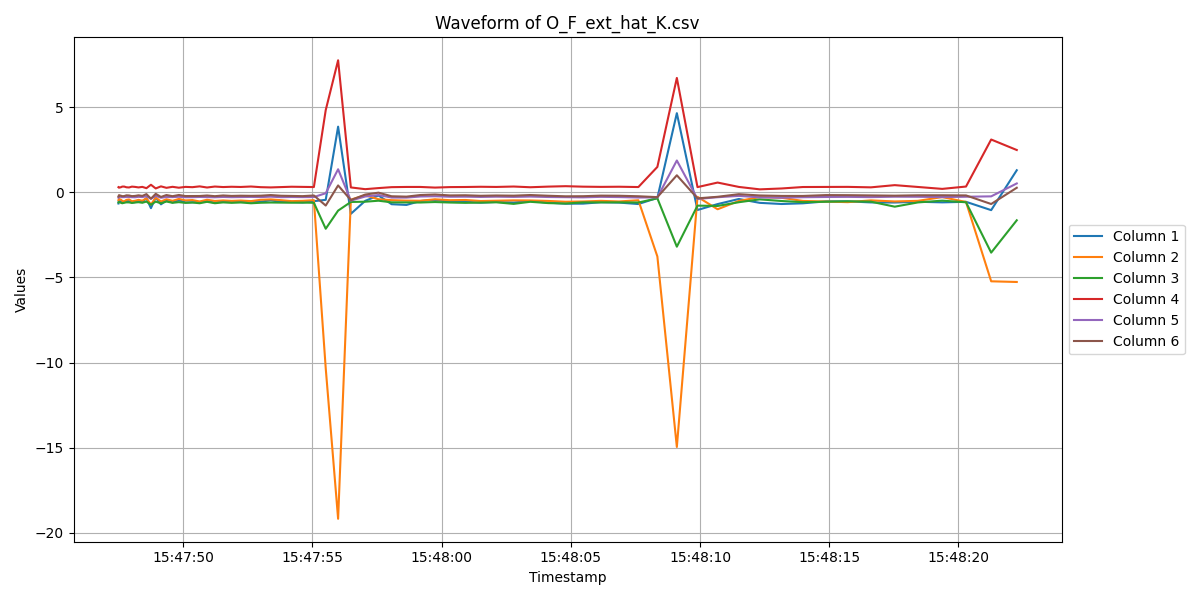 Waveform of O_F_ext_hat_K.csv
Values
5
0
−5
−10
−15
−20
15:47:50
15:47:55
15:48:00
15:48:05
15:48:10
15:48:15
15:48:20
Timestamp
Column 1
Column 2
Column 3
Column 4
Column 5
Column 6